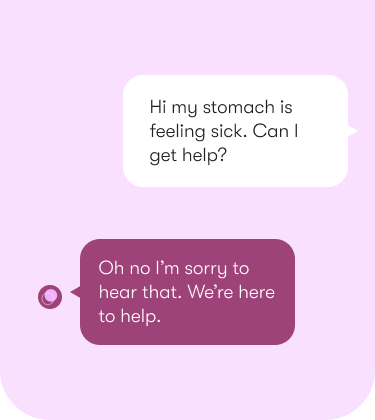 Hi my stomach is
feeling sick. Can I
get help?
Oh no I'm sorry to
hear that. We're here
to help.